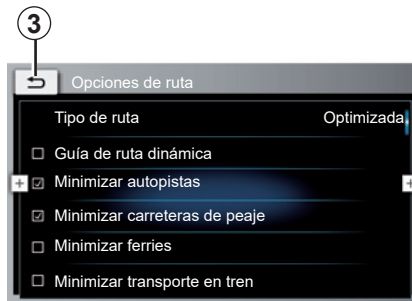 3
Opciones de ruta
Tipo de ruta Optimizada
Guía de ruta dinámica
Minimizar autopistas
Minimizar carreteras de peaje
Minimizar ferries
Minimizar transporte en tren